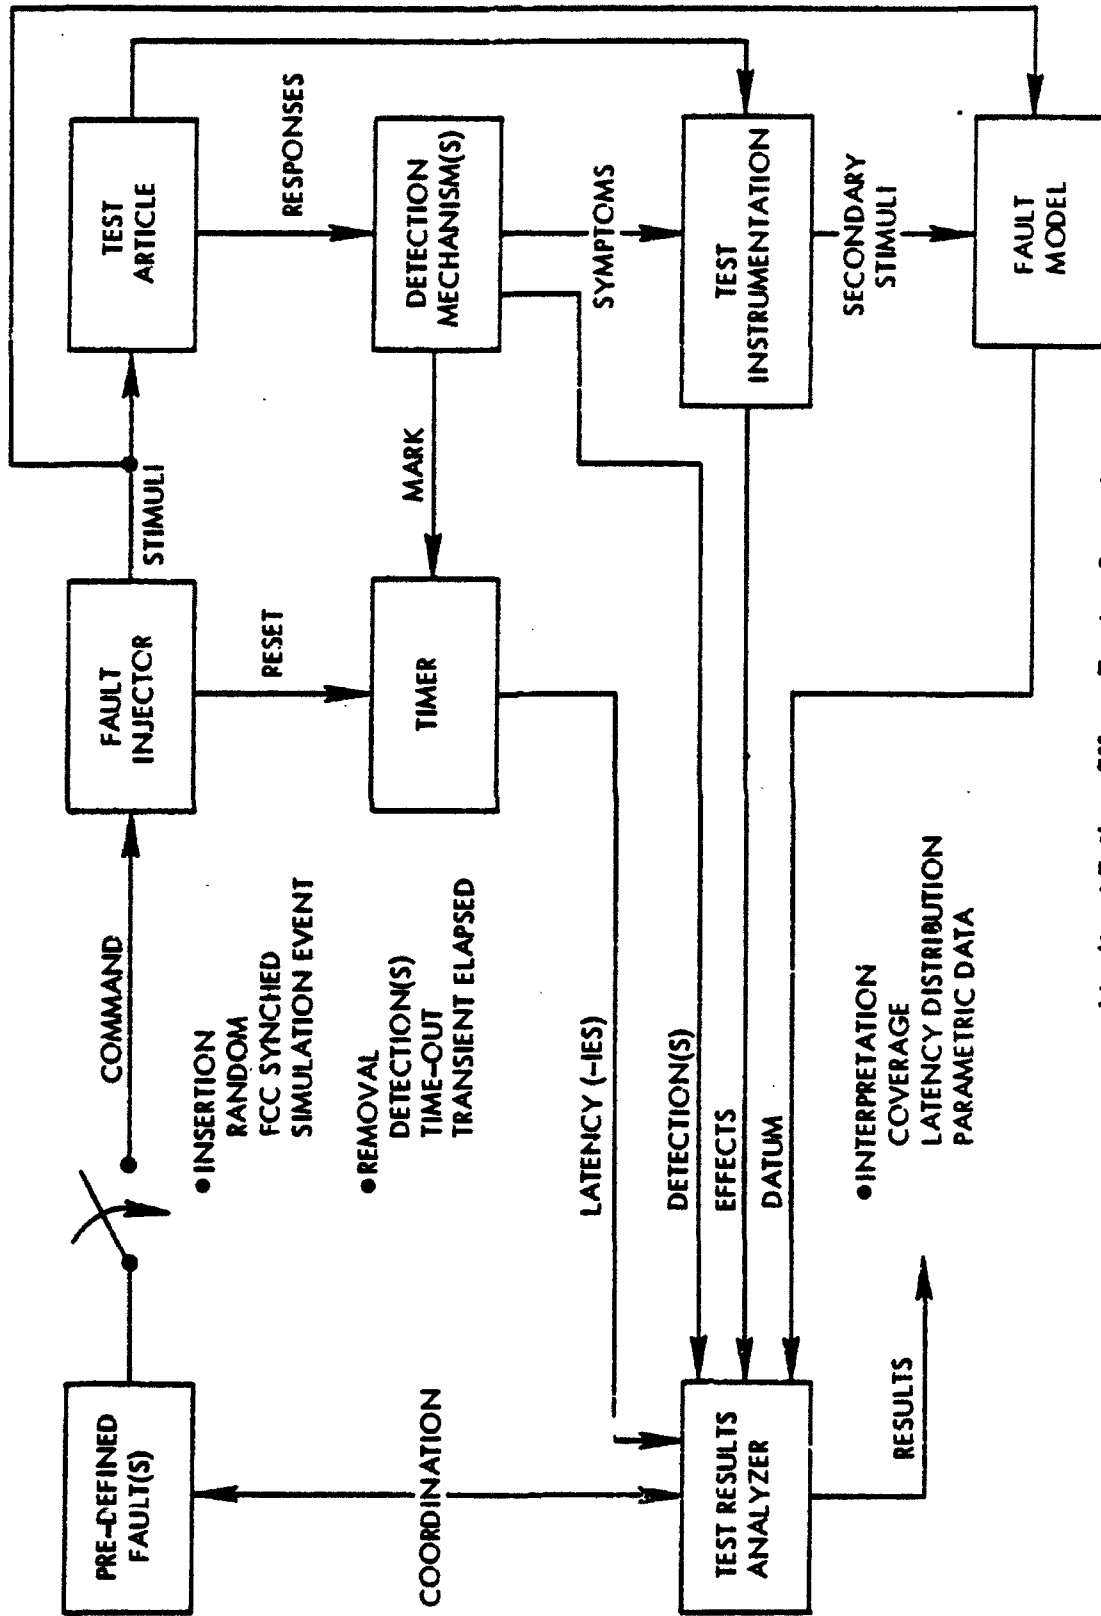 PRE-DEFINED
FAULT(S)
COMMAND
FAULT
INJECTOR
STIMULI
TEST
ARTICLE
●INSERTION
RANDOM
FCC SYNCHED
SIMULATION EVENT
RESET
RESPONSES
●REMOVAL
DETECTION(S)
TIME-OUT
TRANSIENT ELAPSED
TIMER
MARK
DETECTION
MECHANISM(S)
COORDINATION
LATENCY (-IES)
SYMPTOMS
DETECTION(S)
EFFECTS
DATUM
TEST RESULTS
ANALYZER
TEST
INSTRUMENTATION
●INTERPRETATION
COVERAGE
LATENCY DISTRIBUTION
PARAMETRIC DATA
SECONDARY
STIMULI
RESULTS
FAULT
MODEL